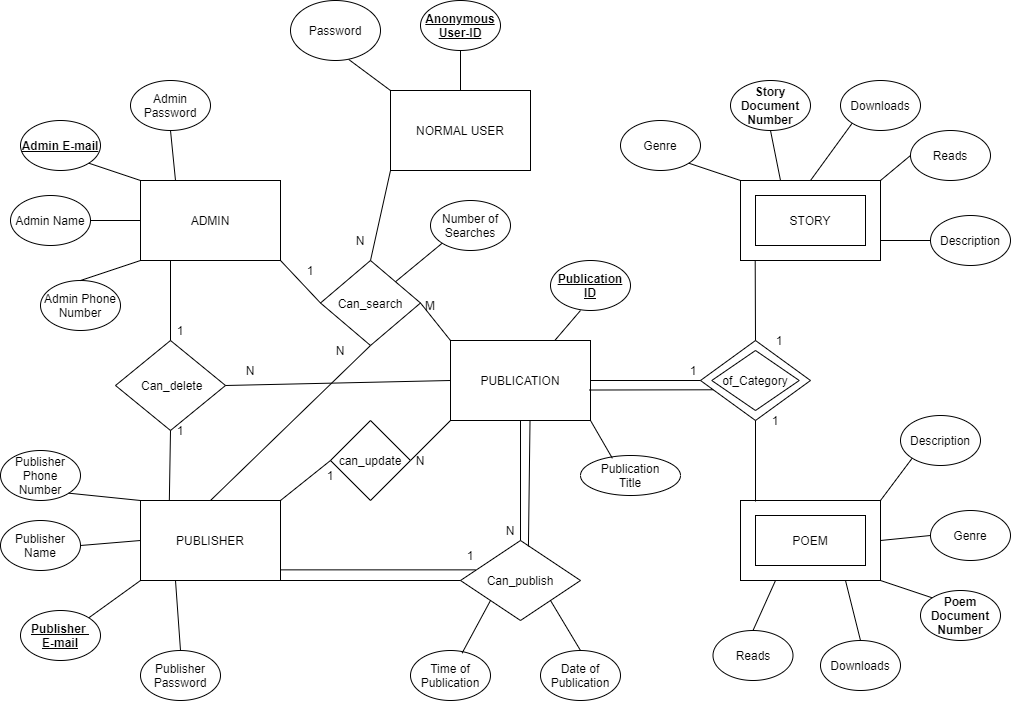 Password
Anonymous
User-ID
NORMAL USER
Admin
Password
Admin E-mail
Admin Name
ADMIN
Admin Phone
Number
Story
Document
Number
Downloads
Genre
Reads
STORY
Description
Number of
Searches
N
1
Can_search
M
N
Publication
ID
1
Can_delete
N
1
PUBLICATION
1
1
of_Category
1
can_update
N
1
Publication
Title
Publisher
Phone
Number
Publisher
Name
PUBLISHER
Publisher
E-mail
Publisher
Password
N
1
Can_publish
Time of
Publication
Date of
Publication
Description
Genre
POEM
Poem
Document
Number
Reads
Downloads